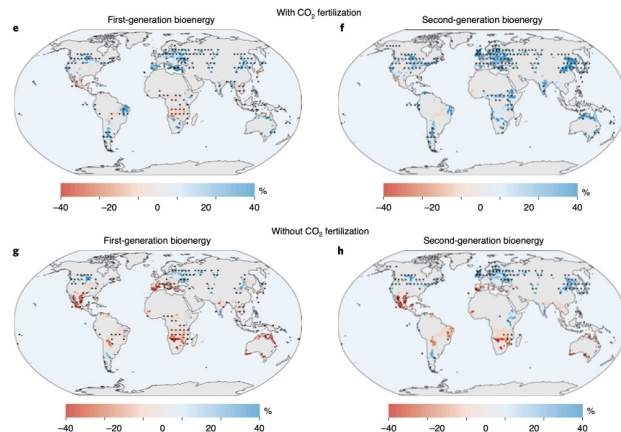 With CO₂ fertilization
e First-generation bioenergy f Second-generation bioenergy
−40 −20 0 20 40 % −40 −20 0 20 40 %
Without CO₂ fertilization
g First-generation bioenergy h Second-generation bioenergy
−40 −20 0 20 40 % −40 −20 0 20 40 %